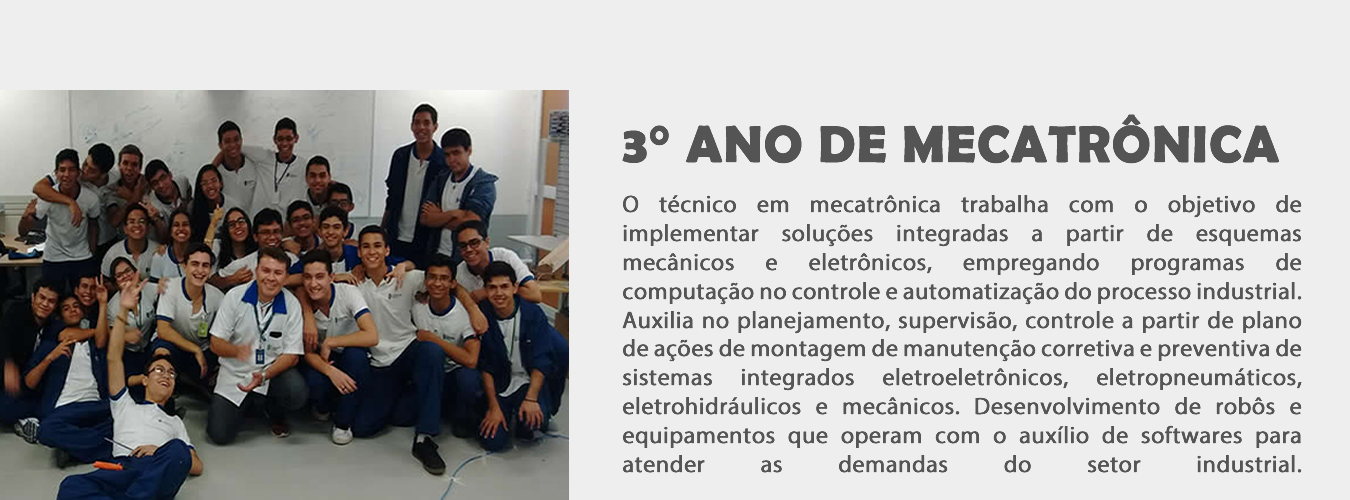 3º ANO DE MECATRÔNICA
O técnico em mecatrônica trabalha com o objetivo de
implementar soluções integradas a partir de esquemas
mecânicos e eletrônicos, empregando programas de
computação no controle e automatização do processo industrial.
Auxilia no planejamento, supervisão, controle a partir de plano
de ações de montagem de manutenção corretiva e preventiva de
sistemas integrados eletroeletrônicos, eletropneumáticos,
eletrohidráulicos e mecânicos. Desenvolvimento de robôs e
equipamentos que operam com o auxílio de softwares para
atender as demandas do setor industrial.